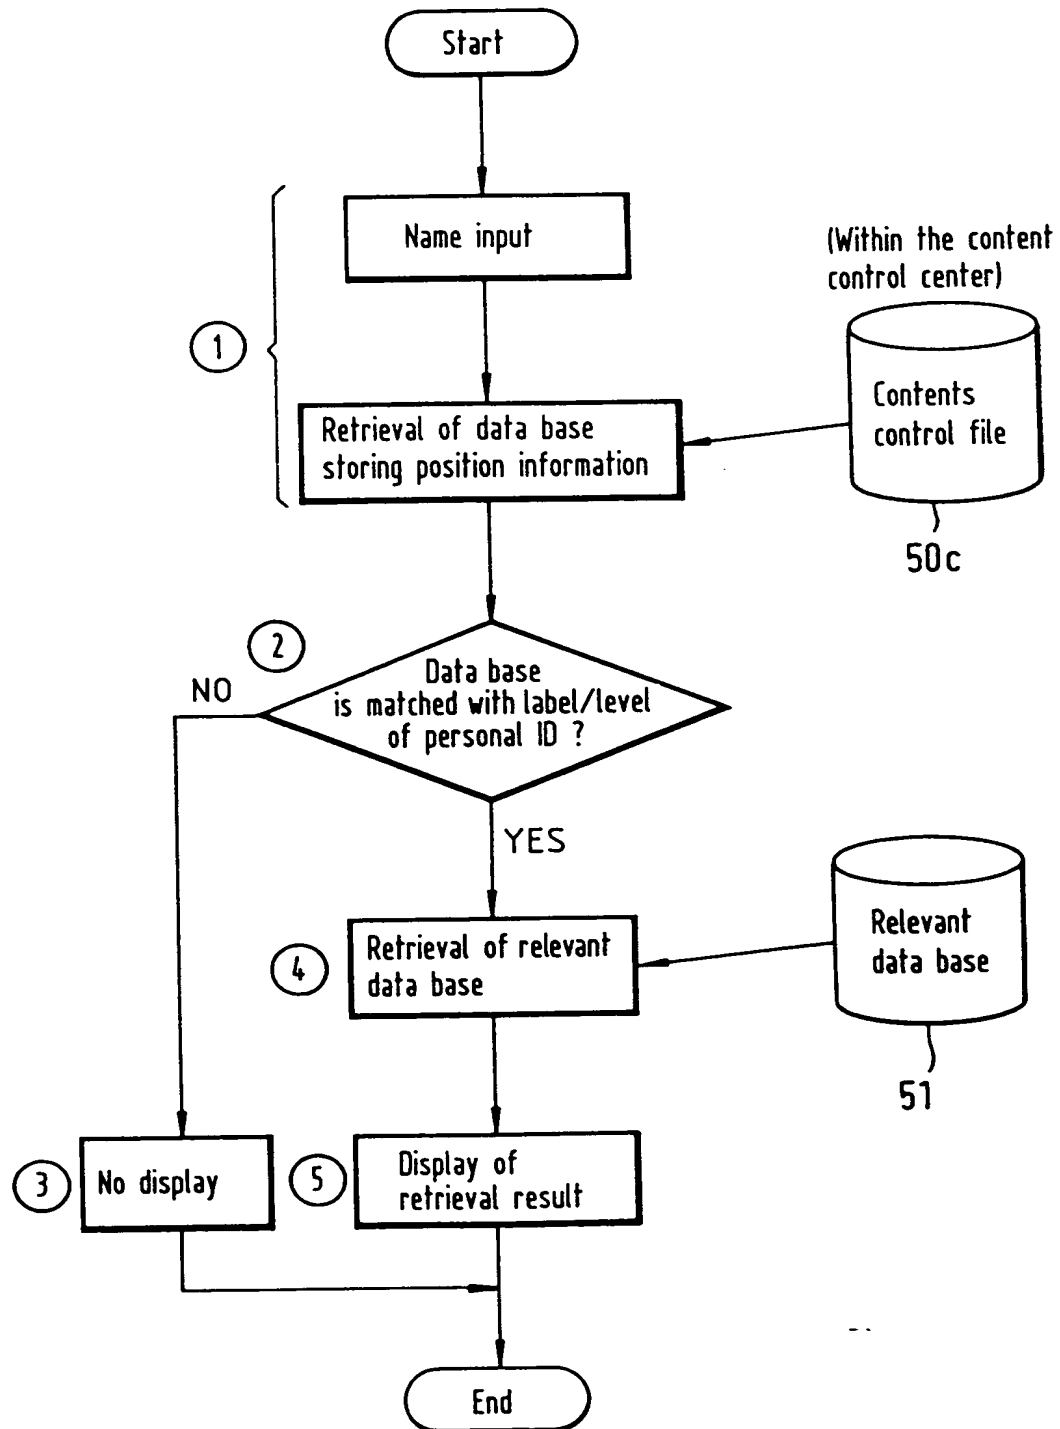 Start
Name input
(Within the content
control center)
1
Contents
control file
Retrieval of data base
storing position information
50c
2
Data base
is matched with label/level
of personal ID ?
NO
YES
Relevant
data base
4
Retrieval of relevant
data base
51
3
No display
5
Display of
retrieval result
End